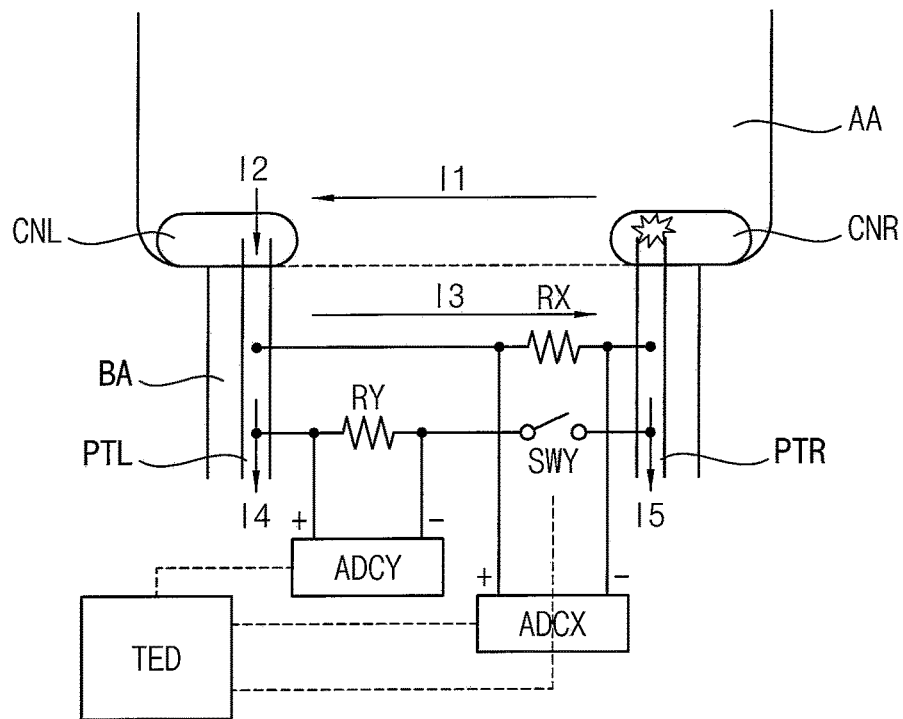 AA
I2
I1
CNL
CNR
I3
RX
BA
RY
PTL
SWY
PTR
I4
I5
+
-
ADCY
+
-
ADCX
TED